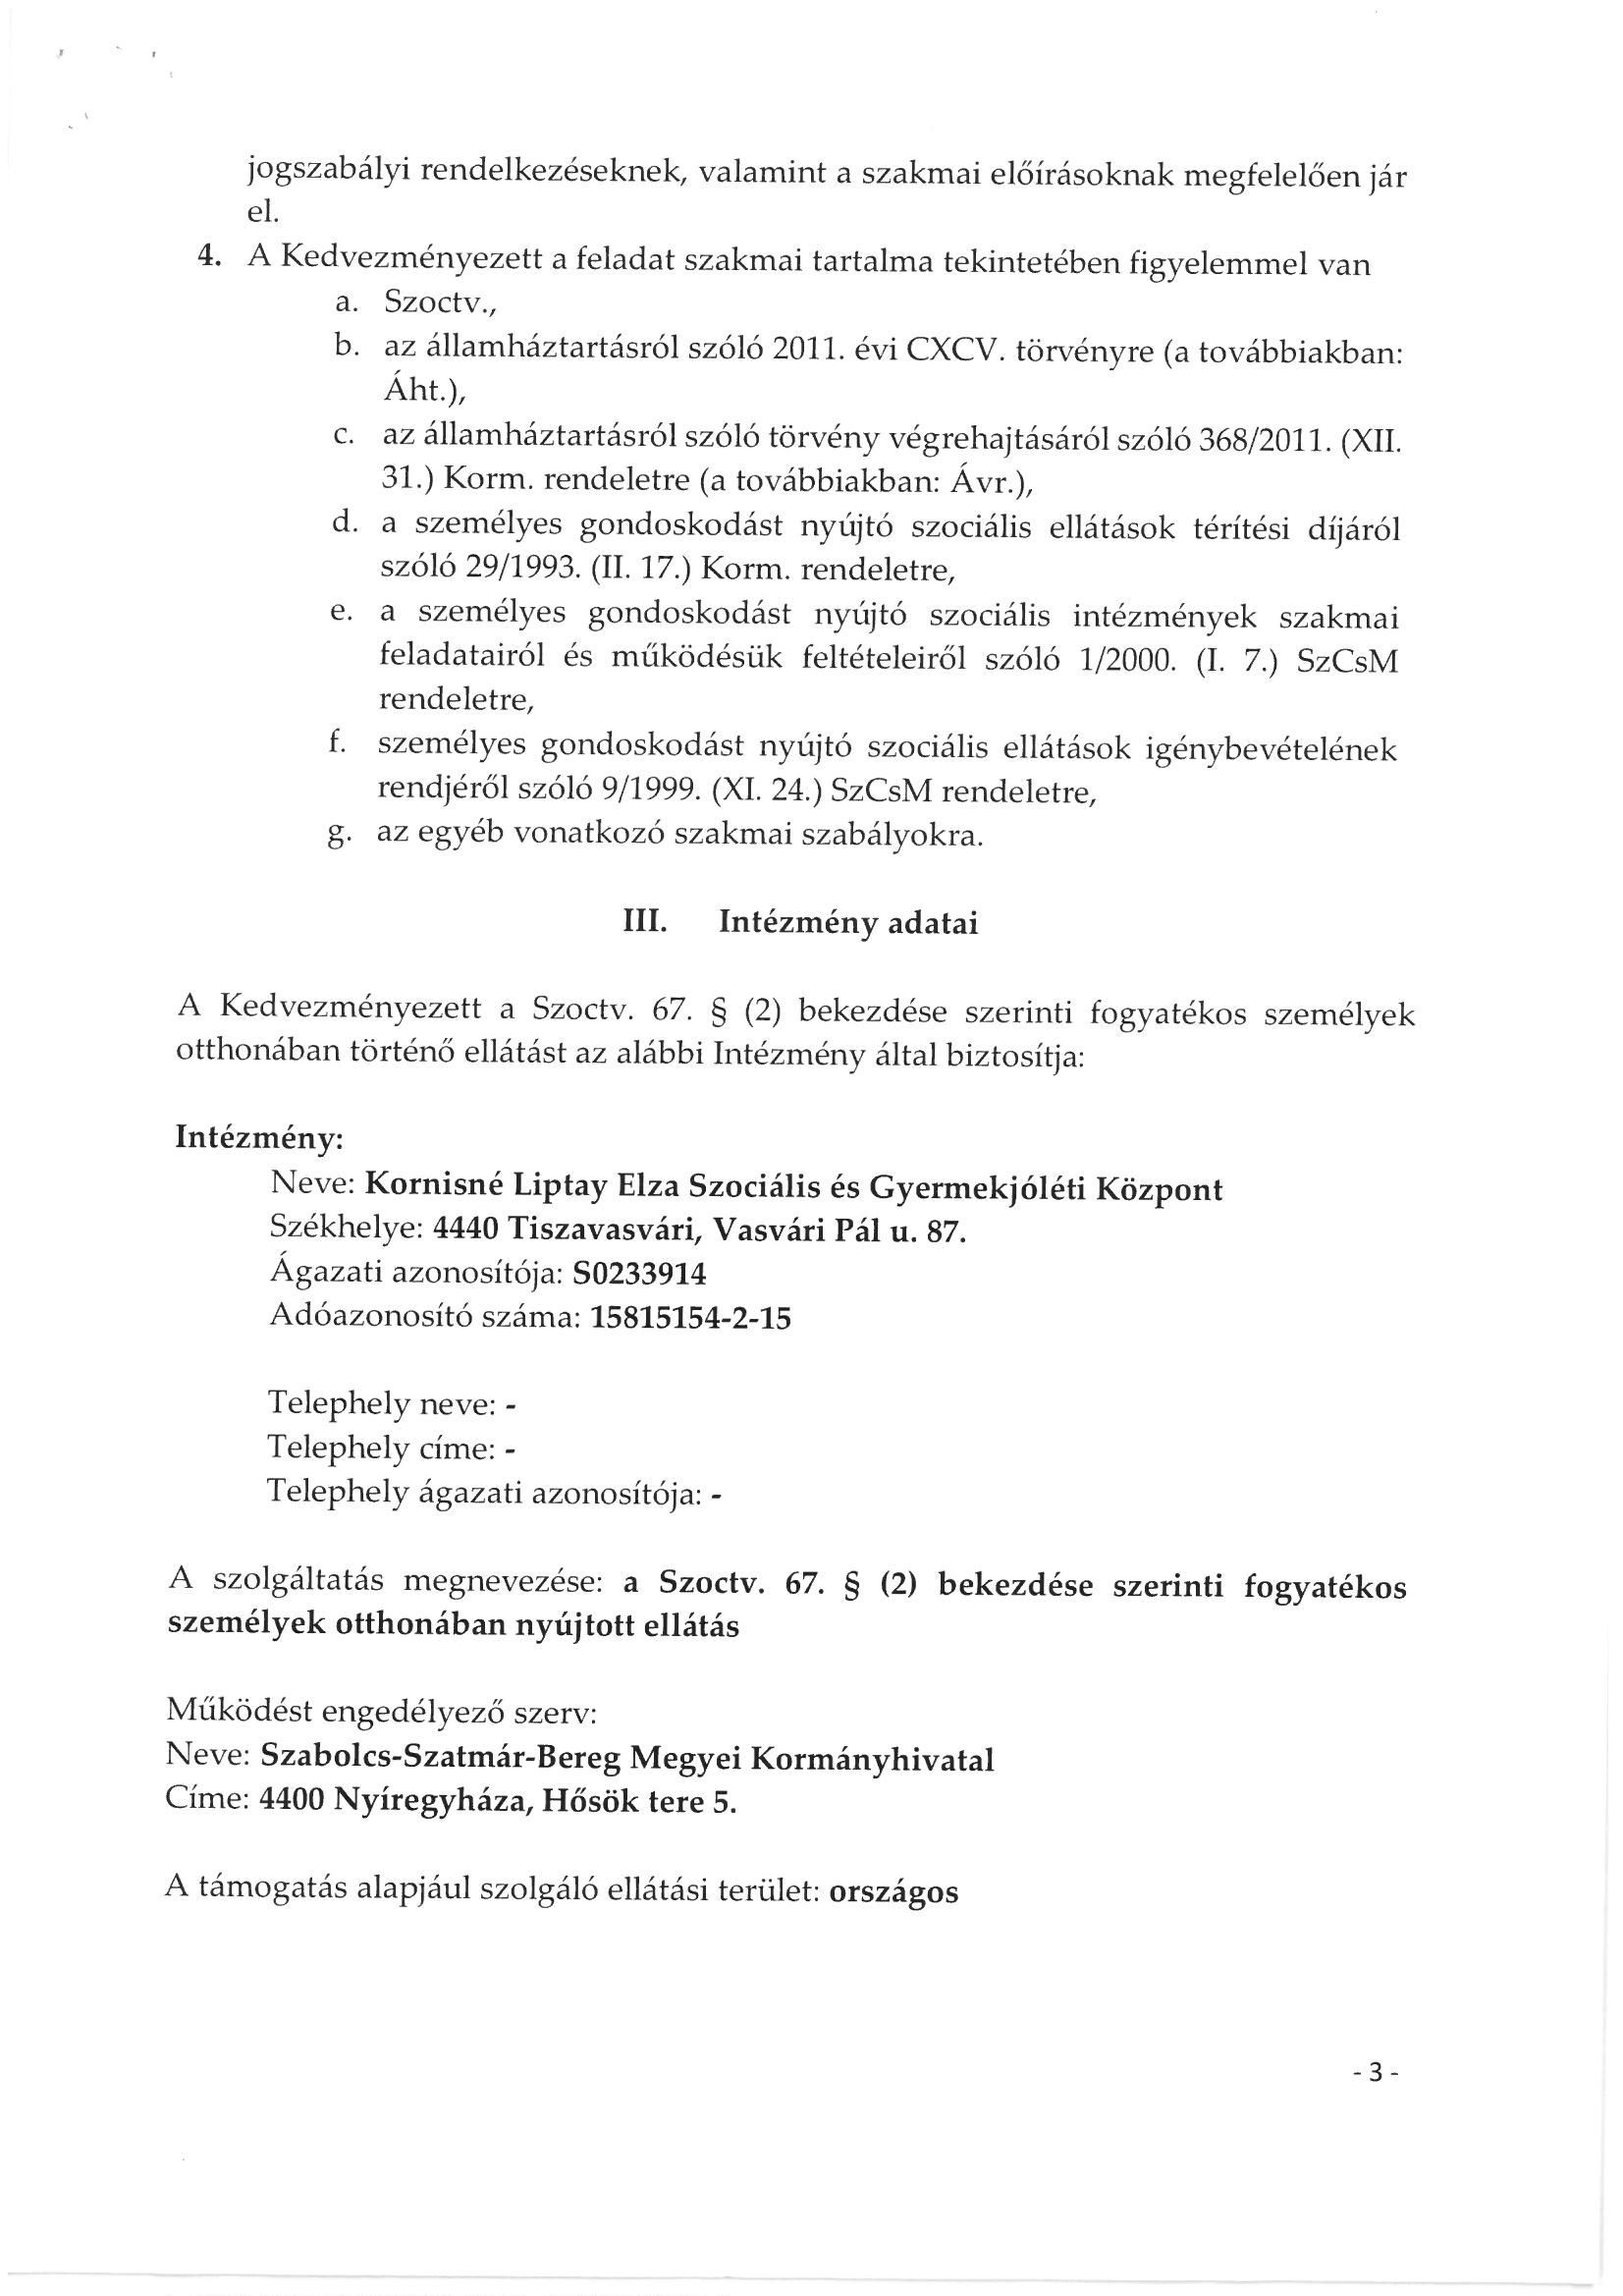 jogszabályi rendelkezéseknek, valamint a szakmai előírásoknak megfelelően jár
el.
4. A Kedvezményezett a feladat szakmai tartalma tekintetében figyelemmel van
a. Szoctv.,
b. az államháztartásról szóló 2011. évi CXCV. törvényre (a továbbiakban:
Áht.),
c. az államháztartásról szóló törvény végrehajtásáról szóló 368/2011. (XII.
31.) Korm. rendeletre (a továbbiakban: Ávr.),
d. a személyes gondoskodást nyújtó szociális ellátások térítési díjáról
szóló 29/1993. (II. 17.) Korm. rendeletre,
e. a személyes gondoskodást nyújtó szociális intézmények szakmai
feladatairól és működésük feltételeiről szóló 1/2000. (I. 7.) SzCsM
rendeletre,
f. személyes gondoskodást nyújtó szociális ellátások igénybevételének
rendjéről szóló 9/1999. (XI. 24.) SzCsM rendeletre,
g. az egyéb vonatkozó szakmai szabályokra.
III. Intézmény adatai
A Kedvezményezett a Szoctv. 67. § (2) bekezdése szerinti fogyatékos személyek
otthonában történő ellátást az alábbi Intézmény által biztosítja:
Intézmény:
Neve: Kornisné Liptay Elza Szociális és Gyermekjóléti Központ
Székhelye: 4440 Tiszavasvári, Vasvári Pál u. 87.
Ágazati azonosítója: S0233914
Adóazonosító száma: 15815154-2-15
Telephely neve: -
Telephely címe: -
Telephely ágazati azonosítója: -
A szolgáltatás megnevezése: a Szoctv. 67. § (2) bekezdése szerinti fogyatékos
személyek otthonában nyújtott ellátás
Működést engedélyező szerv:
Neve: Szabolcs-Szatmár-Bereg Megyei Kormányhivatal
Címe: 4400 Nyíregyháza, Hősök tere 5.
A támogatás alapjául szolgáló ellátási terület: országos
- 3 -